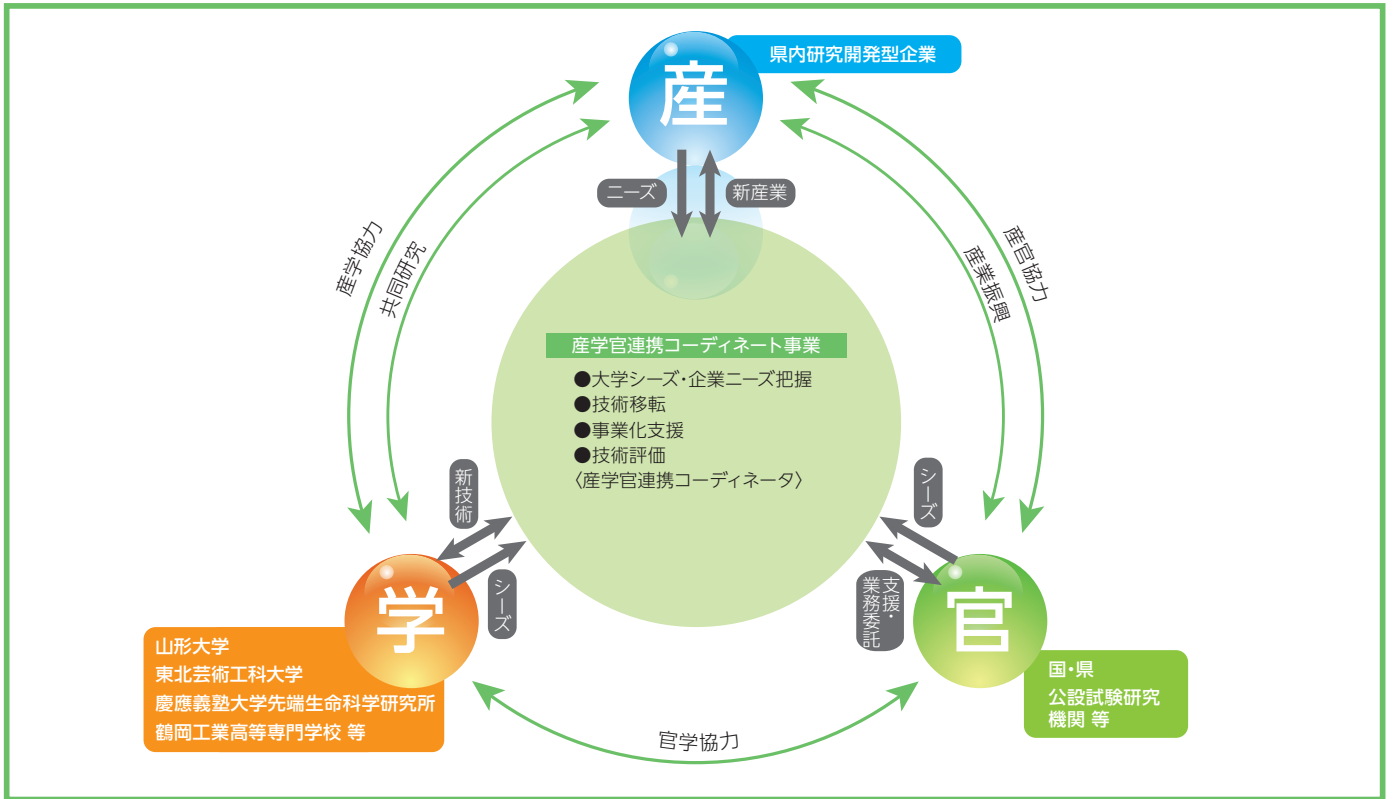 産
県内研究開発型企業
ニーズ
新産業
産学協力
共同研究
産官協力
産業振興
産学官連携コーディネート事業
●大学シーズ・企業ニーズ把握
●技術移転
●事業化支援
●技術評価
〈産学官連携コーディネータ〉
新技術
シーズ
シーズ
支援・
業務委託
学
山形大学
東北芸術工科大学
慶應義塾大学先端生命科学研究所
鶴岡工業高等専門学校 等
官
国・県
公設試験研究
機関 等
官学協力